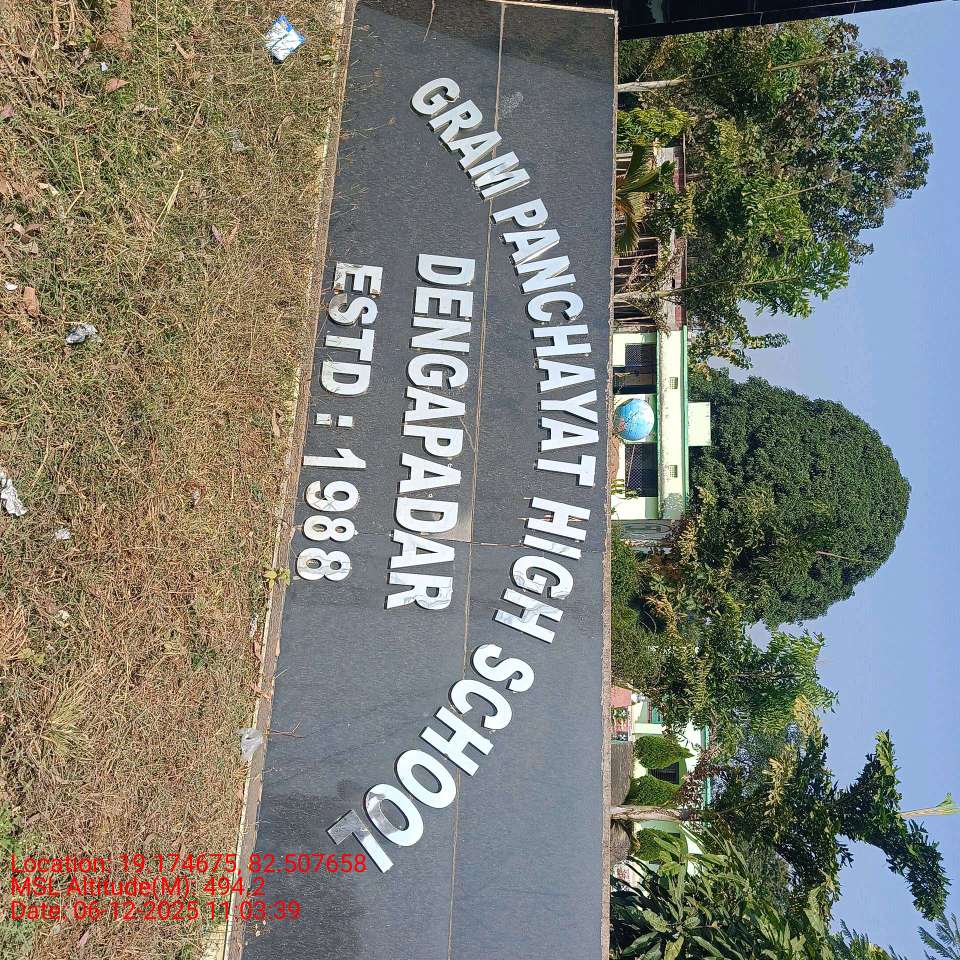 GRAM PANCHAYAT HIGH SCHOOL
DENGAPADAR
ESTD : 1988
Location: 19.174675, 82.507658
MSL Altitude(M): 494.2
Date: 06-12-2025 11:03:39